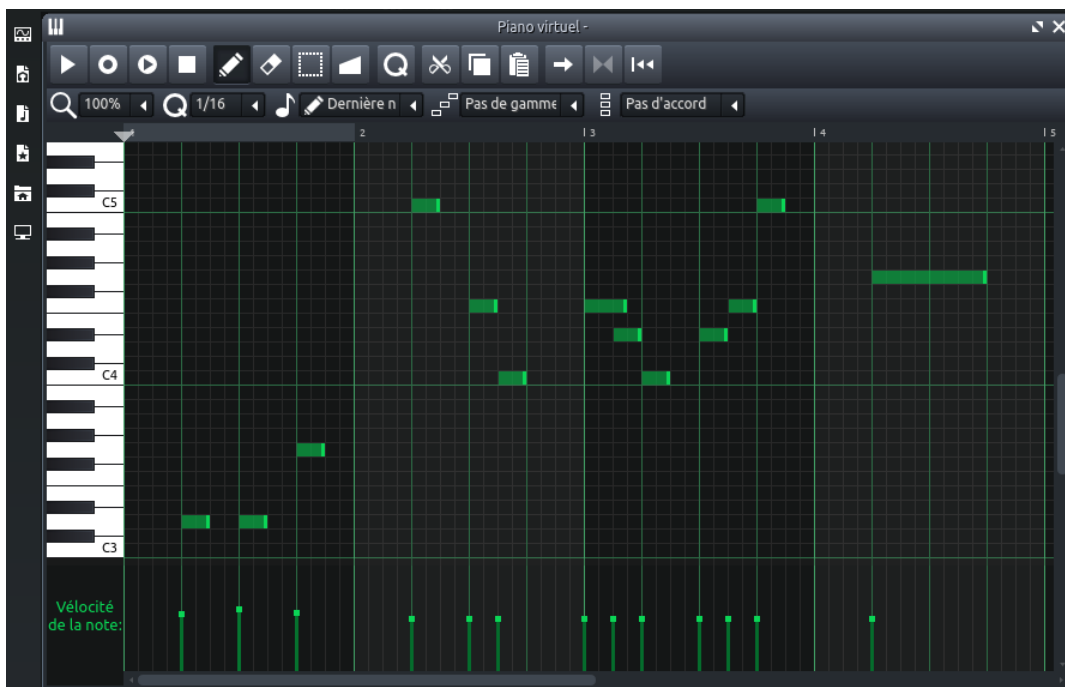 Piano virtuel -
100%
1/16
Dernière n
Pas de gamme
Pas d'accord
2
3
4
5
C5
C4
C3
Vélocité
de la note: